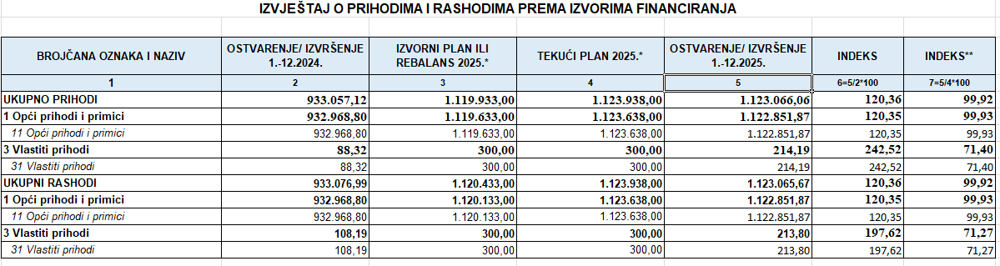 IZVJEŠTAJ O PRIHODIMA I RASHODIMA PREMA IZVORIMA FINANCIRANJA
BROJČANA OZNAKA I NAZIV OSTVARENJE/ IZVRŠENJE 1.-12.2024. IZVORNI PLAN ILI REBALANS 2025.* TEKUĆI PLAN 2025.* OSTVARENJE/ IZVRŠENJE 1.-12.2025. INDEKS INDEKS**
1 2 3 4 5 6=5/2*100 7=5/4*100
UKUPNO PRIHODI 933.057,12 1.119.933,00 1.123.938,00 1.123.066,06 120,36 99,92
1 Opći prihodi i primici 932.968,80 1.119.633,00 1.123.638,00 1.122.851,87 120,35 99,93
11 Opći prihodi i primici 932.968,80 1.119.633,00 1.123.638,00 1.122.851,87 120,35 99,93
3 Vlastiti prihodi 88,32 300,00 300,00 214,19 242,52 71,40
31 Vlastiti prihodi 88,32 300,00 300,00 214,19 242,52 71,40
UKUPNI RASHODI 933.076,99 1.120.433,00 1.123.938,00 1.123.065,67 120,36 99,92
1 Opći prihodi i primici 932.968,80 1.120.133,00 1.123.638,00 1.122.851,87 120,35 99,93
11 Opći prihodi i primici 932.968,80 1.120.133,00 1.123.638,00 1.122.851,87 120,35 99,93
3 Vlastiti prihodi 108,19 300,00 300,00 213,80 197,62 71,27
31 Vlastiti prihodi 108,19 300,00 300,00 213,80 197,62 71,27